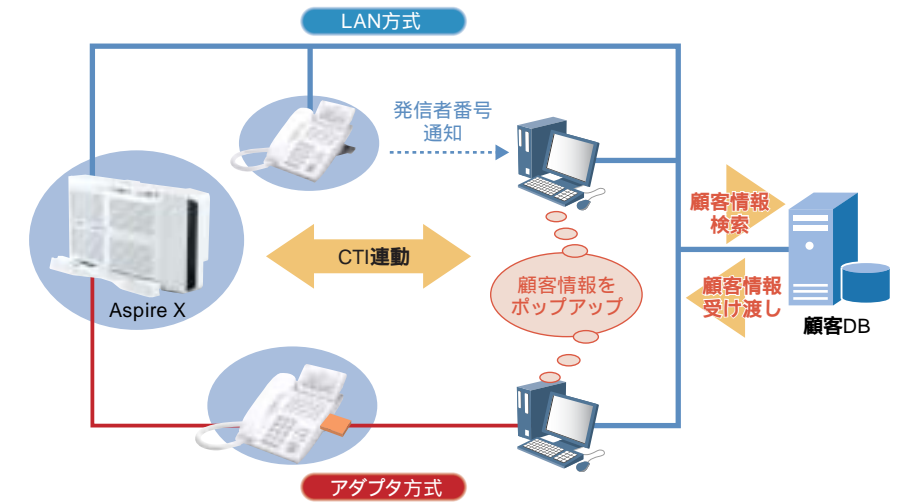 LAN方式
発信者番号
通知
顧客情報
検索
CTI連動
顧客情報を
ポップアップ
顧客情報
受け渡し
Aspire X
顧客DB
アダプタ方式